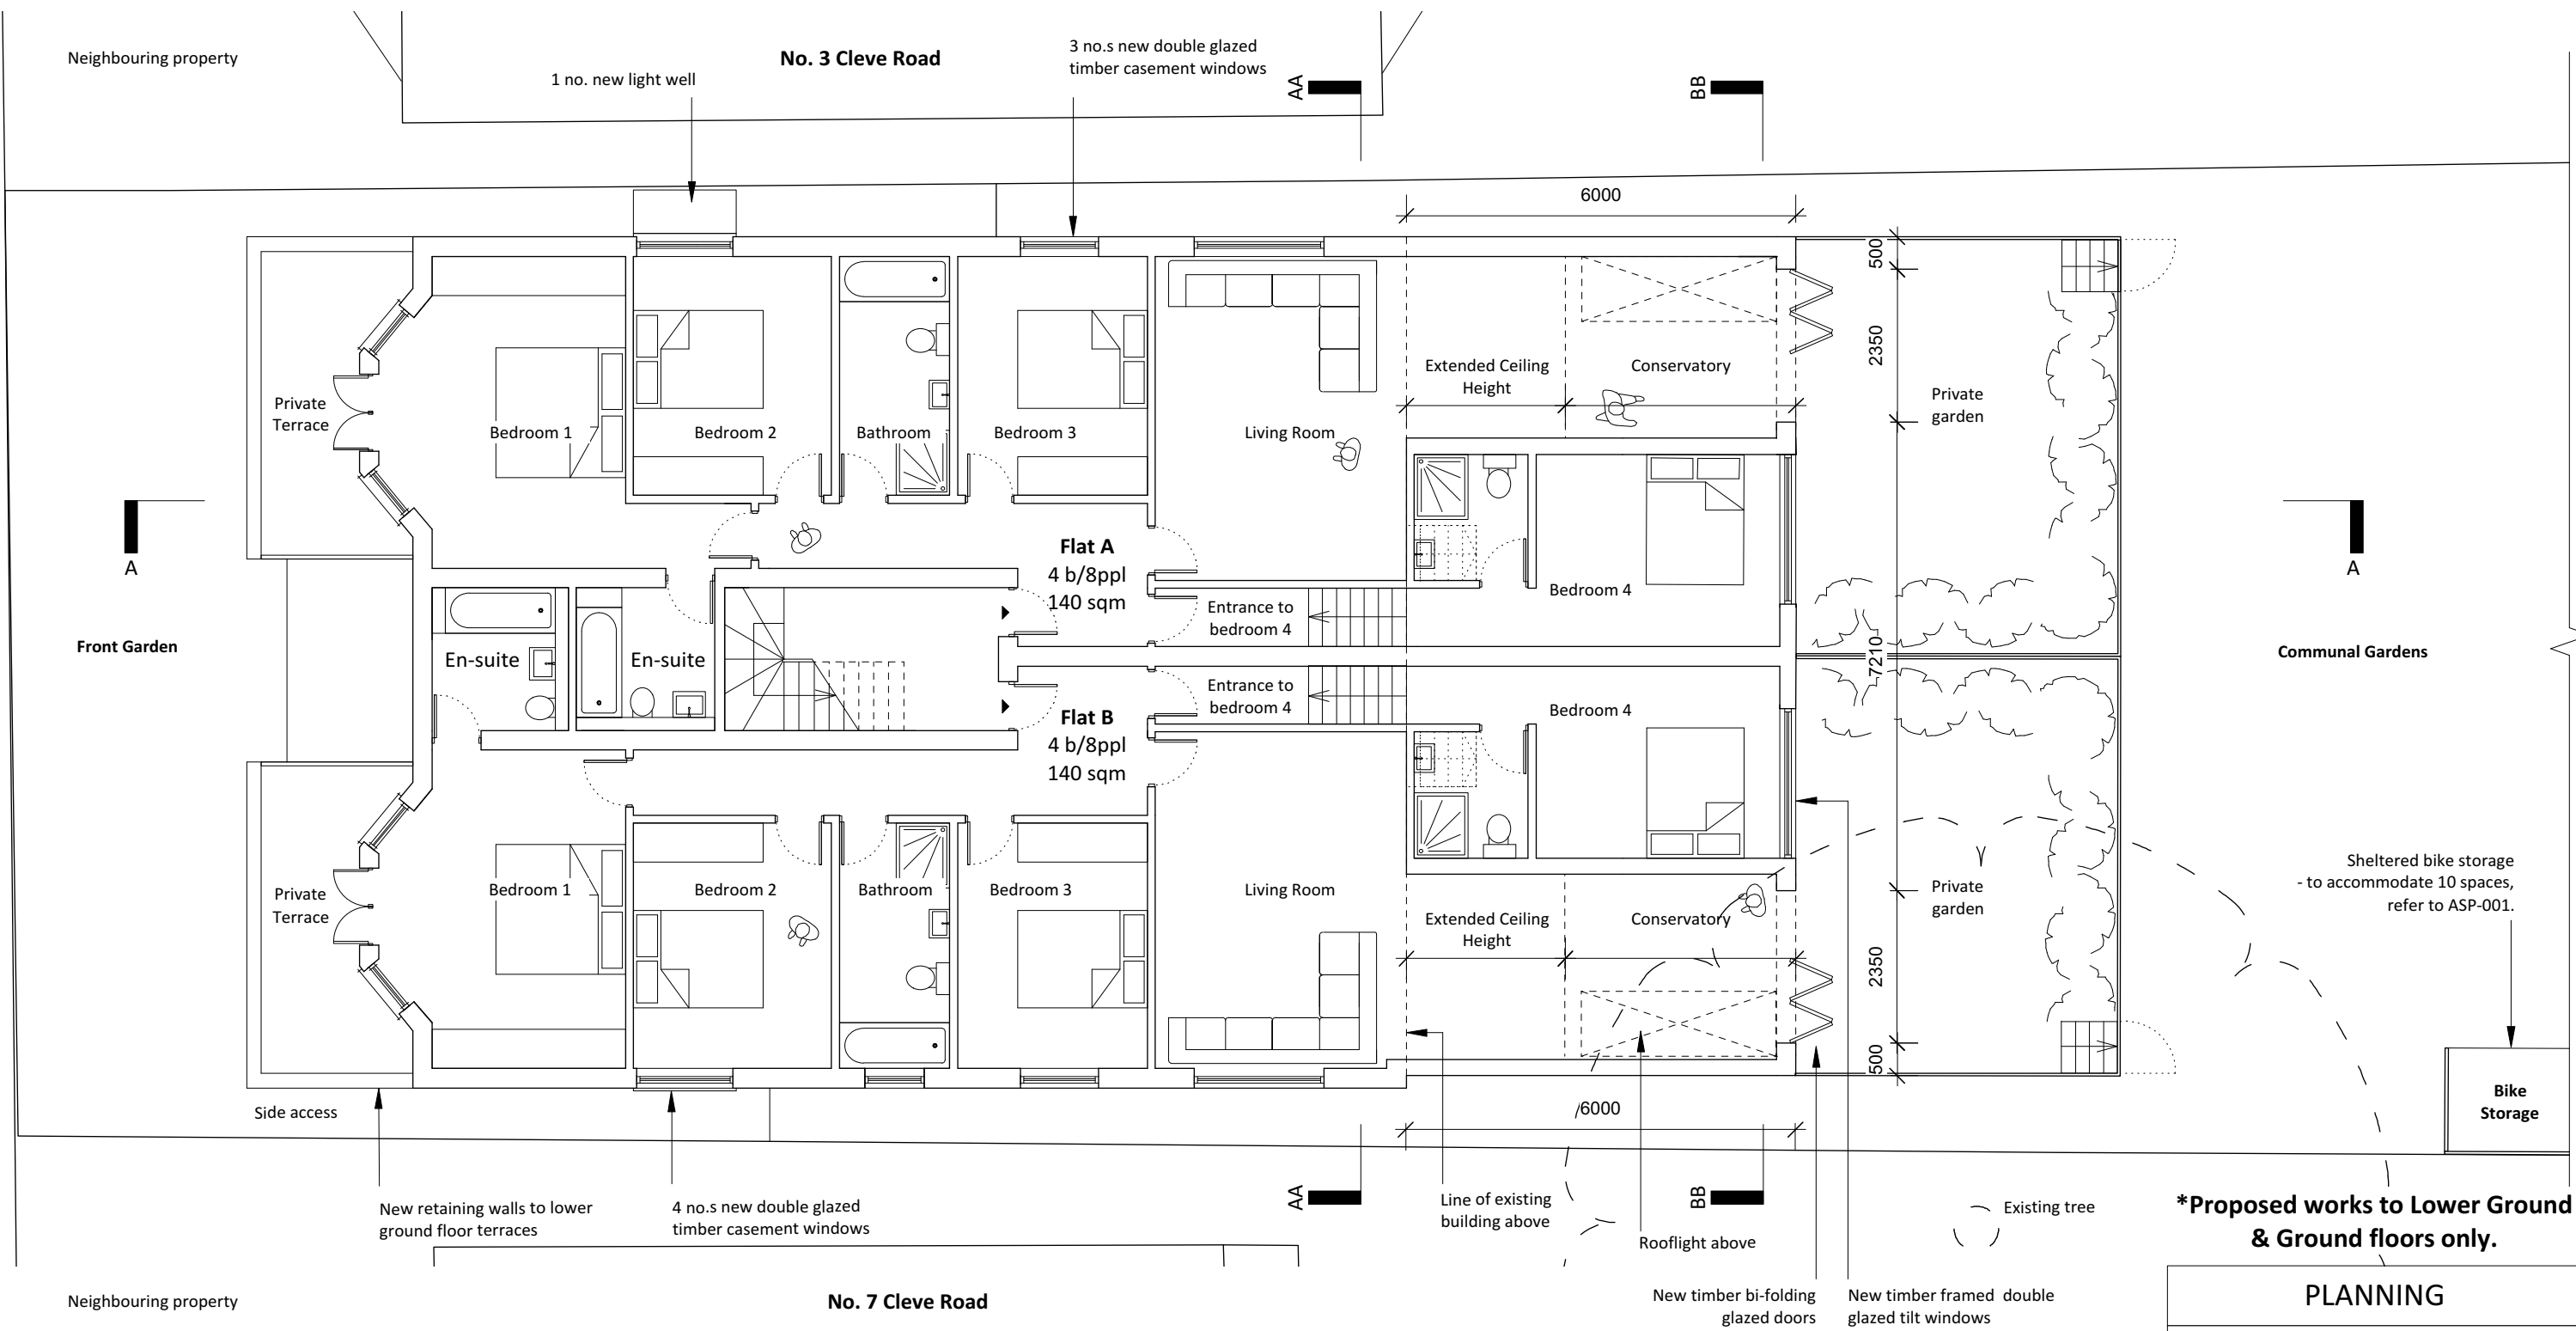 Neighbouring property
No. 3 Cleve Road
3 no.s new double glazed
timber casement windows
1 no. new light well
AA
BB
6000
500
2350
Private
Terrace
Bedroom 1
Bedroom 2
Bathroom
Bedroom 3
Living Room
Extended Ceiling
Height
Conservatory
Private
garden
A
Flat A
4 b/8ppl
140 sqm
Entrance to
bedroom 4
Bedroom 4
A
Front Garden
En-suite
En-suite
7210
Communal Gardens
Flat B
4 b/8ppl
140 sqm
Entrance to
bedroom 4
Bedroom 4
Private
Terrace
Bedroom 1
Bedroom 2
Bathroom
Bedroom 3
Living Room
Extended Ceiling
Height
Conservatory
Private
garden
2350
500
Sheltered bike storage
- to accommodate 10 spaces,
refer to ASP-001.
Bike
Storage
Side access
6000
New retaining walls to lower
ground floor terraces
4 no.s new double glazed
timber casement windows
AA
Line of existing
building above
BB
Rooflight above
Existing tree
*Proposed works to Lower Ground
& Ground floors only.
PLANNING
Neighbouring property
No. 7 Cleve Road
New timber bi-folding
glazed doors
New timber framed double
glazed tilt windows